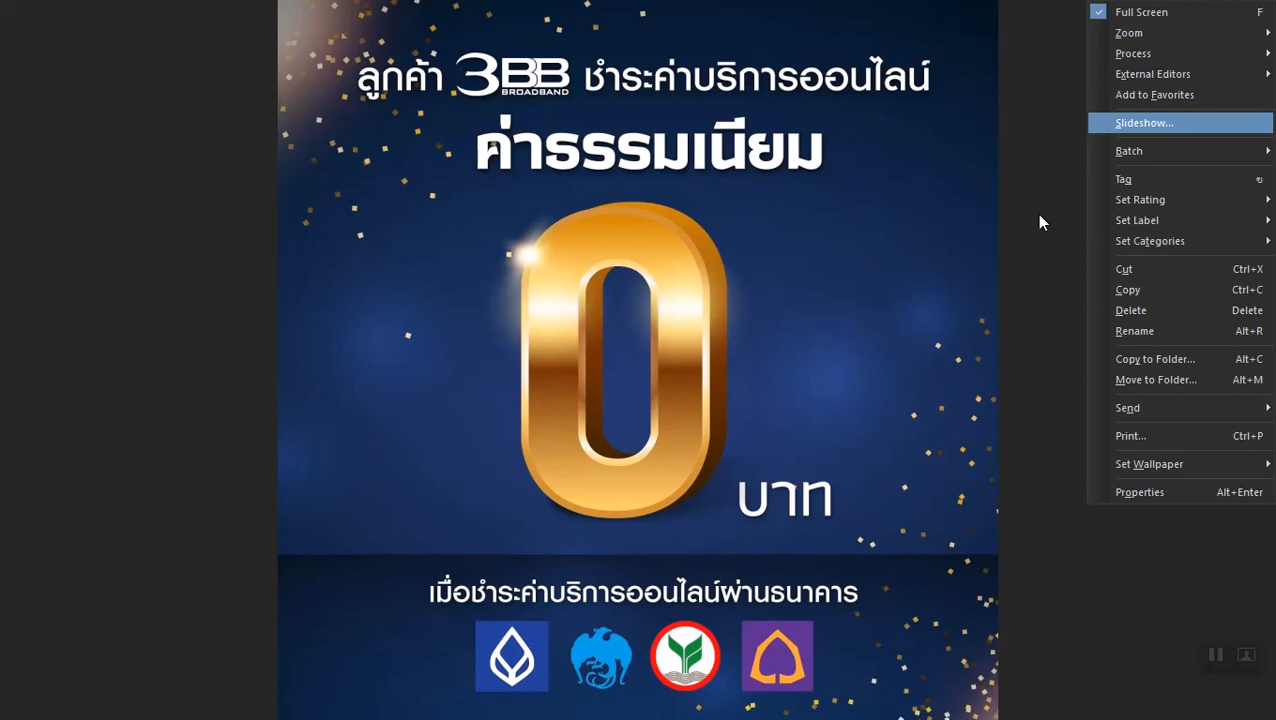 ลูกค้า 3BB BROADBAND ชำระค่าบริการออนไลน์
ค่าธรรมเนียม
0
บาท
เมื่อชำระค่าบริการออนไลน์ผ่านธนาคาร
Full Screen F
Zoom
Process
External Editors
Add to Favorites
Slideshow...
Batch
Tag ข
Set Rating
Set Label
Set Categories
Cut Ctrl+X
Copy Ctrl+C
Delete Delete
Rename Alt+R
Copy to Folder... Alt+C
Move to Folder... Alt+M
Send
Print... Ctrl+P
Set Wallpaper
Properties Alt+Enter